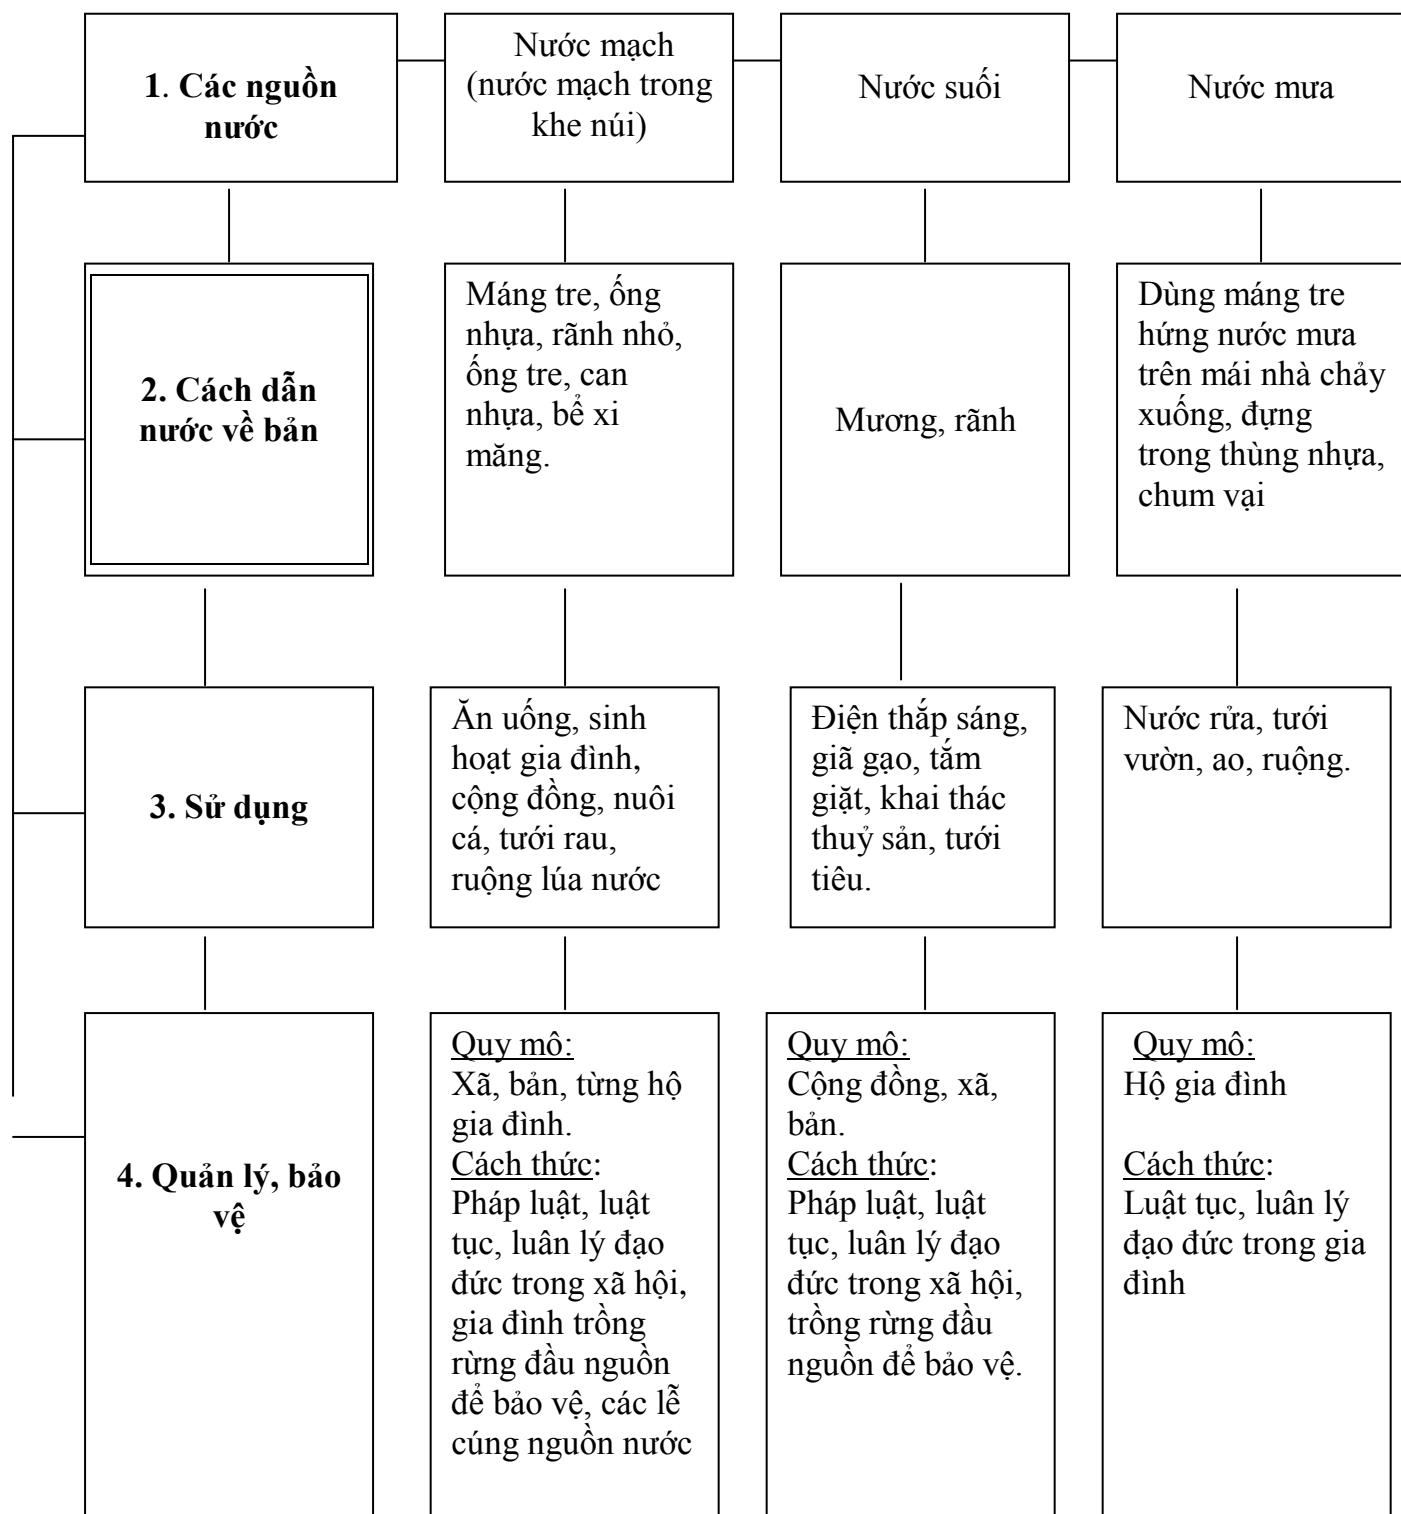 1. Các nguồn
nước
Nước mạch
(nước mạch trong
khe núi)
Nước suối
Nước mưa
2. Cách dẫn
nước về bản
Máng tre, ống
nhựa, rãnh nhỏ,
ống tre, can
nhựa, bể xi
măng.
Mương, rãnh
Dùng máng tre
hứng nước mưa
trên mái nhà chảy
xuống, đựng
trong thùng nhựa,
chum vại
3. Sử dụng
Ăn uống, sinh
hoạt gia đình,
cộng đồng, nuôi
cá, tưới rau,
ruộng lúa nước
Điện thắp sáng,
giã gạo, tắm
giặt, khai thác
thuỷ sản, tưới
tiêu.
Nước rửa, tưới
vườn, ao, ruộng.
4. Quản lý, bảo
vệ
Quy mô:
Xã, bản, từng hộ
gia đình.
Cách thức:
Pháp luật, luật
tục, luân lý đạo
đức trong xã hội,
gia đình trồng
rừng đầu nguồn
để bảo vệ, các lễ
cúng nguồn nước
Quy mô:
Cộng đồng, xã,
bản.
Cách thức:
Pháp luật, luật
tục, luân lý đạo
đức trong xã hội,
trồng rừng đầu
nguồn để bảo vệ.
Quy mô:
Hộ gia đình
Cách thức:
Luật tục, luân lý
đạo đức trong gia
đình